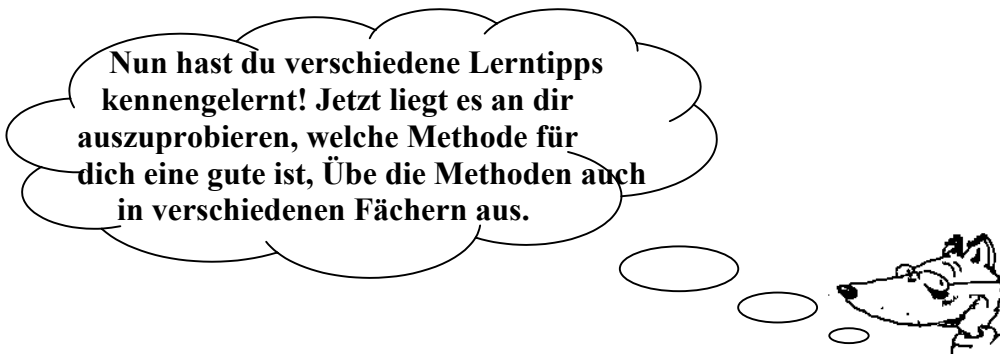 Nun hast du verschiedene Lerntipps
kennengelernt! Jetzt liegt es an dir
auszuprobieren, welche Methode für
dich eine gute ist, Übe die Methoden auch
in verschiedenen Fächern aus.